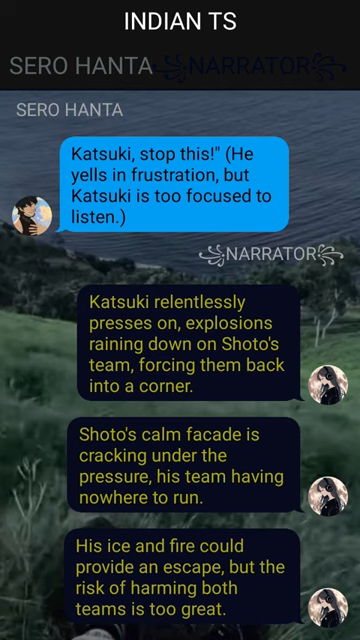 INDIAN TS
SERO HANTA꧁NARRATOR꧂
SERO HANTA
Katsuki, stop this!" (He
yells in frustration, but
Katsuki is too focused to
listen.)
꧁NARRATOR꧂
Katsuki relentlessly
presses on, explosions
raining down on Shoto's
team, forcing them back
into a corner.
Shoto's calm facade is
cracking under the
pressure, his team having
nowhere to run.
His ice and fire could
provide an escape, but the
risk of harming both
teams is too great.